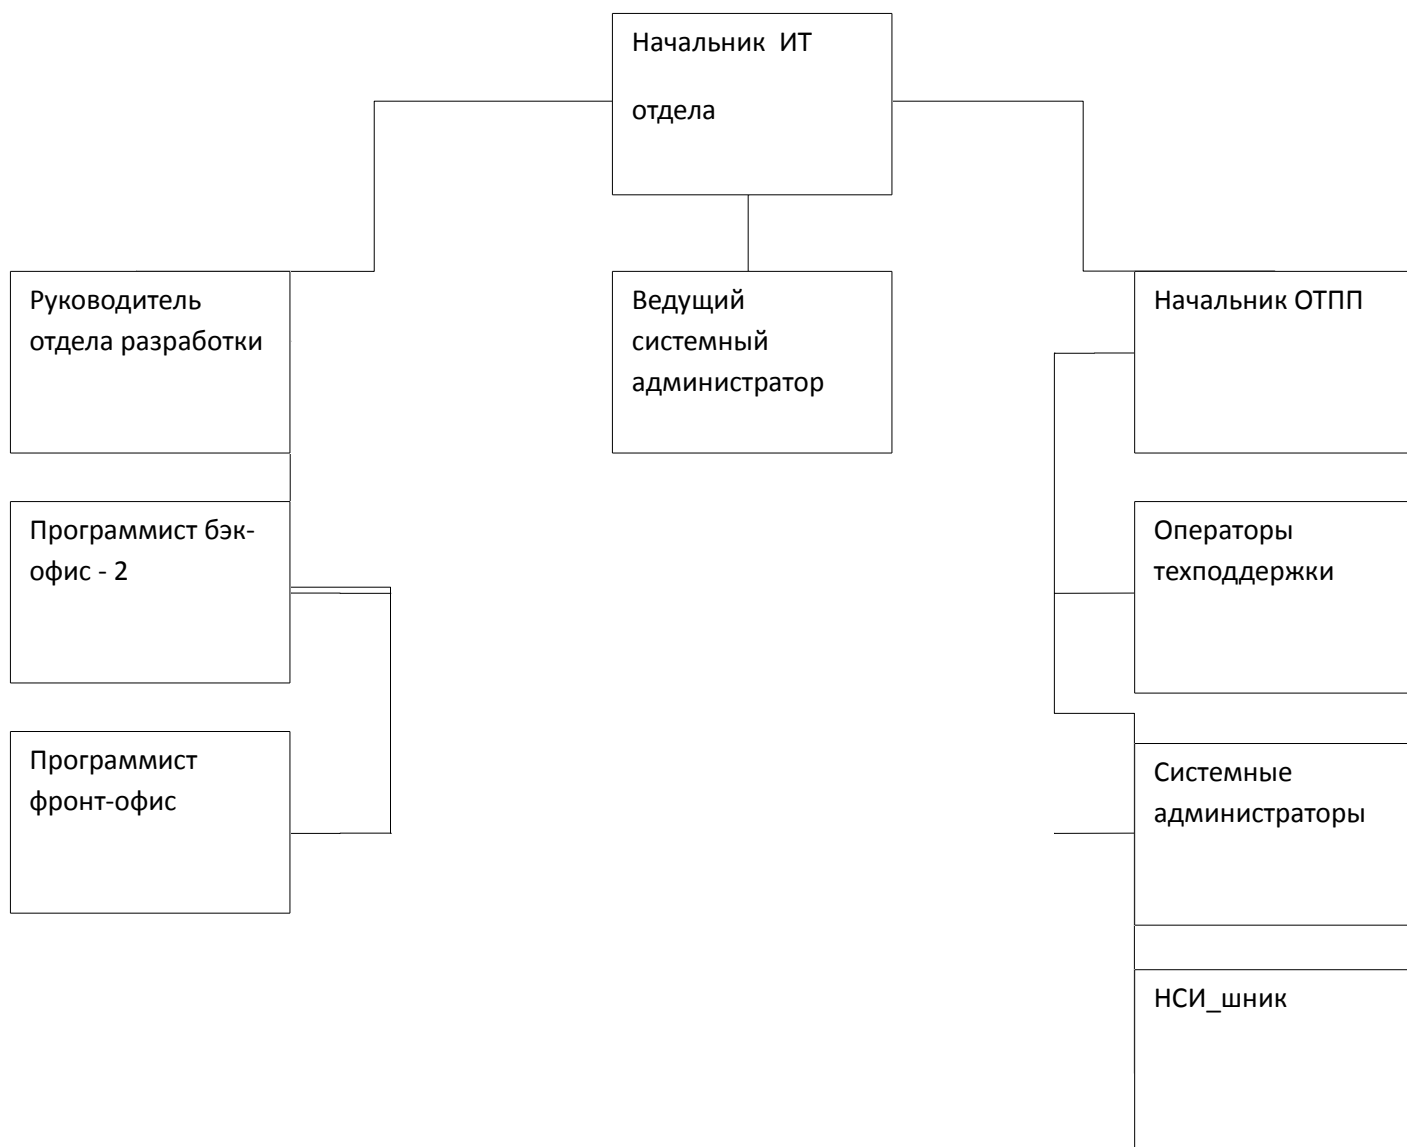 Начальник ИТ
отдела
Руководитель
отдела разработки
Ведущий
системный
администратор
Начальник ОТПП
Программист бэк-
офис - 2
Операторы
техподдержки
Программист
фронт-офис
Системные
администраторы
НСИ_шник